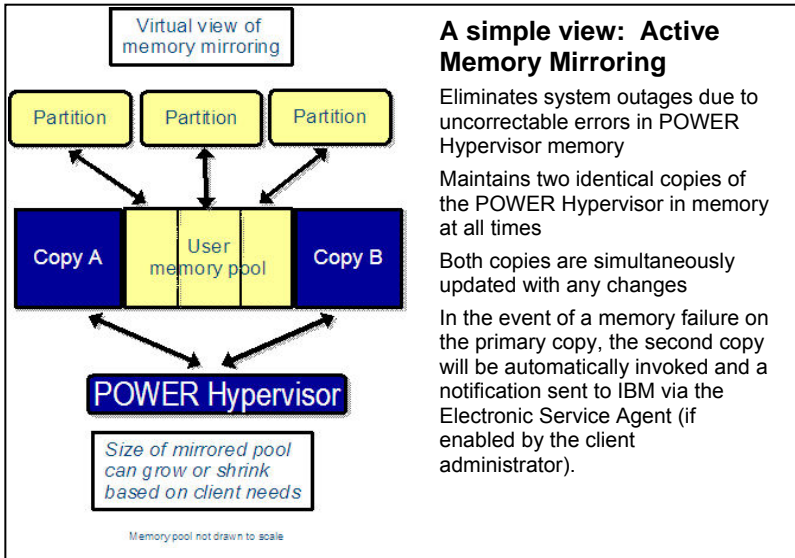 Virtual view of
memory mirroring
Partition
Partition
Partition
Copy A
User
memory pool
Copy B
POWER Hypervisor
Size of mirrored pool
can grow or shrink
based on client needs
Memory pool not drawn to scale
A simple view:  Active
Memory Mirroring
Eliminates system outages due to
uncorrectable errors in POWER
Hypervisor memory
Maintains two identical copies of
the POWER Hypervisor in memory
at all times
Both copies are simultaneously
updated with any changes
In the event of a memory failure on
the primary copy, the second copy
will be automatically invoked and a
notification sent to IBM via the
Electronic Service Agent (if
enabled by the client
administrator).